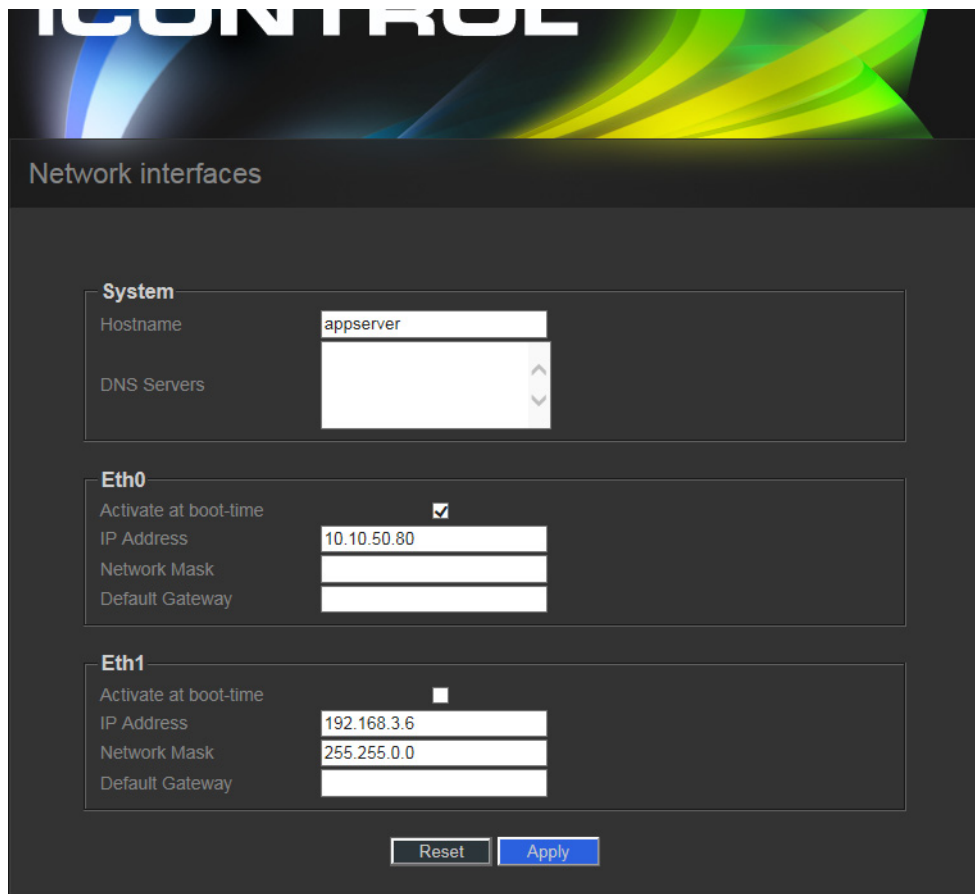 iCONTROL
Network interfaces
System
Hostname appserver
DNS Servers
Eth0
Activate at boot-time
IP Address 10.10.50.80
Network Mask
Default Gateway
Eth1
Activate at boot-time
IP Address 192.168.3.6
Network Mask 255.255.0.0
Default Gateway
Reset Apply